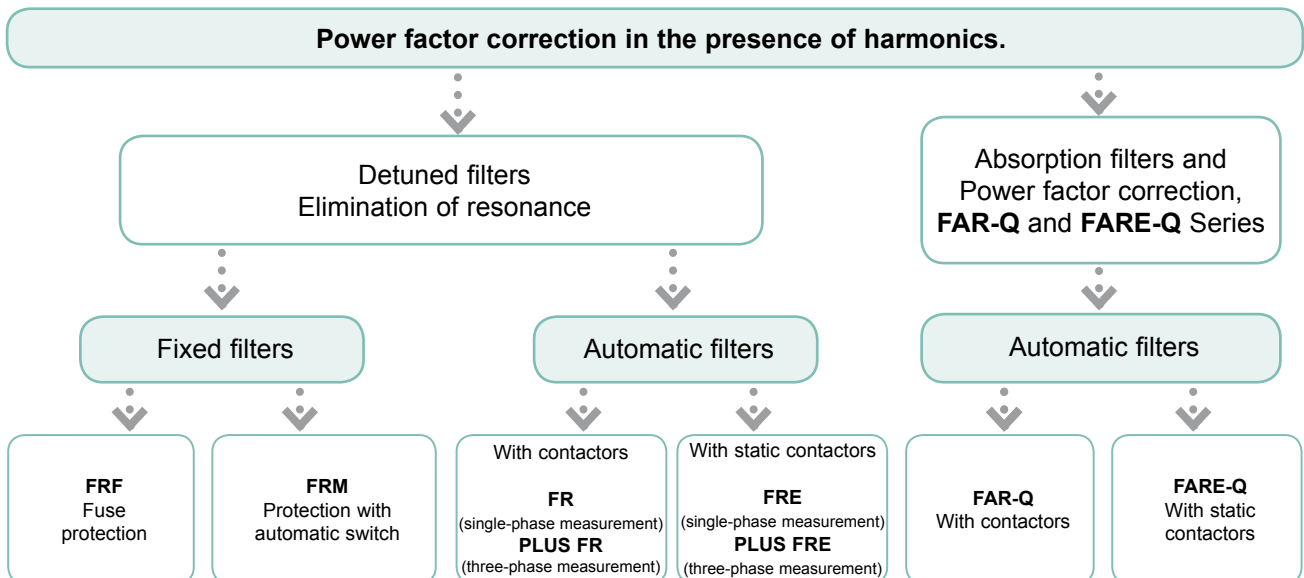 Power factor correction in the presence of harmonics.
Detuned filters
Elimination of resonance
Absorption filters and
Power factor correction,
FAR-Q and FARE-Q Series
Fixed filters
Automatic filters
Automatic filters
FRF
Fuse
protection
FRM
Protection with
automatic switch
With contactors
FR
(single-phase measurement)
PLUS FR
(three-phase measurement)
With static contactors
FRE
(single-phase measurement)
PLUS FRE
(three-phase measurement)
FAR-Q
With contactors
FARE-Q
With static
contactors